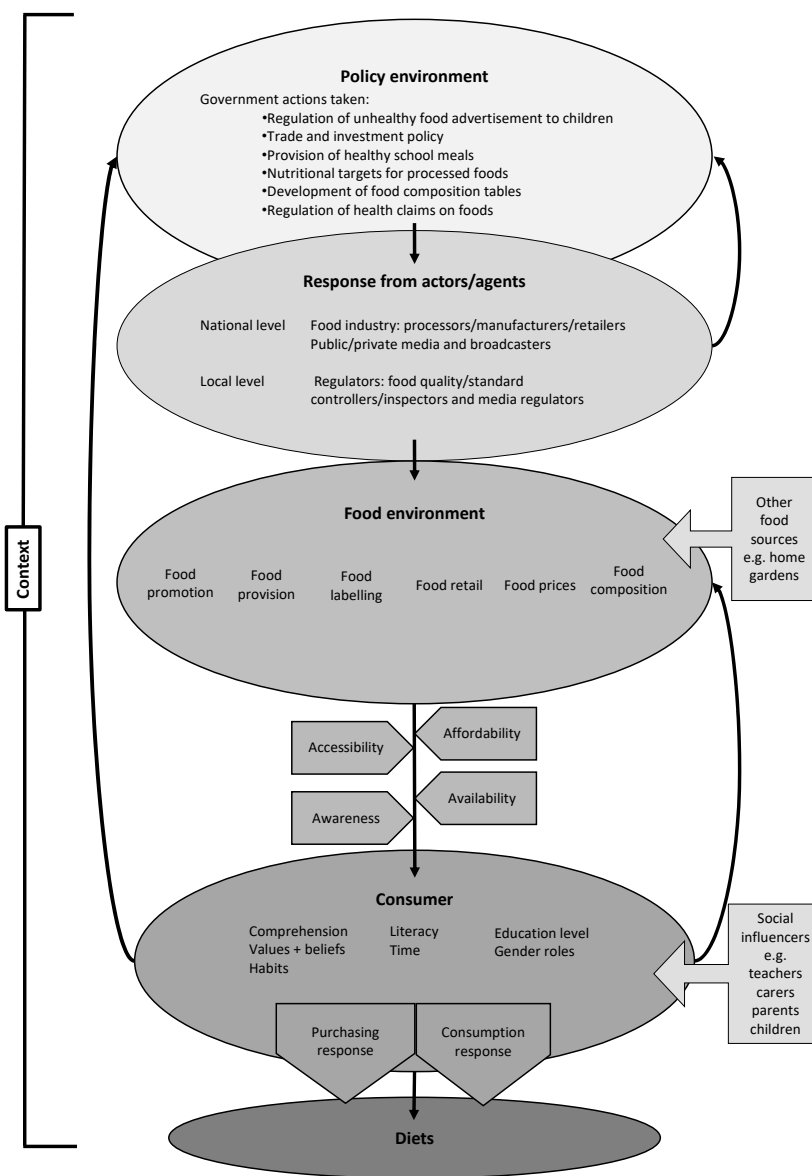 Policy environment
Government actions taken:
•Regulation of unhealthy food advertisement to children
•Trade and investment policy
•Provision of healthy school meals
•Nutritional targets for processed foods
•Development of food composition tables
•Regulation of health claims on foods
Response from actors/agents
National level Food industry: processors/manufacturers/retailers
Public/private media and broadcasters
Local level Regulators: food quality/standard
controllers/inspectors and media regulators
Context
Food environment
Food
promotion
Food
provision
Food
labelling
Food retail
Food prices
Food
composition
Other
food
sources
e.g. home
gardens
Accessibility
Affordability
Awareness
Availability
Consumer
Comprehension
Values + beliefs
Habits
Literacy
Time
Education level
Gender roles
Social
influencers
e.g.
teachers
carers
parents
children
Purchasing
response
Consumption
response
Diets